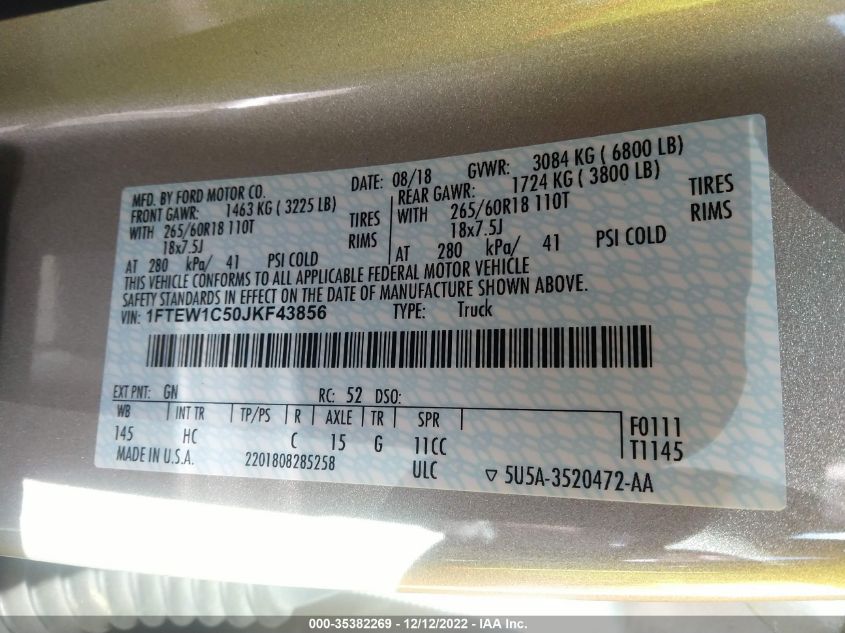 MFD. BY FORD MOTOR CO. DATE: 08/18 GVWR: 3084 KG ( 6800 LB)
FRONT GAWR: 1463 KG ( 3225 LB) REAR GAWR: 1724 KG ( 3800 LB)
WITH 265/60R18 110T TIRES WITH 265/60R18 110T TIRES
18x7.5J RIMS 18x7.5J RIMS
AT 280 kPa/ 41 PSI COLD AT 280 kPa/ 41 PSI COLD
THIS VEHICLE CONFORMS TO ALL APPLICABLE FEDERAL MOTOR VEHICLE
SAFETY STANDARDS IN EFFECT ON THE DATE OF MANUFACTURE SHOWN ABOVE.
VIN: 1FTEW1C50JKF43856 TYPE: Truck
EXT PNT: GN RC: 52 DSO:
WB INT TR TP/PS R AXLE TR SPR F0111
145 HC C 15 G 11CC T1145
MADE IN U.S.A. 2201808285258 ULC ▽ 5U5A-3520472-AA
000-35382269 - 12/12/2022 - IAA Inc.